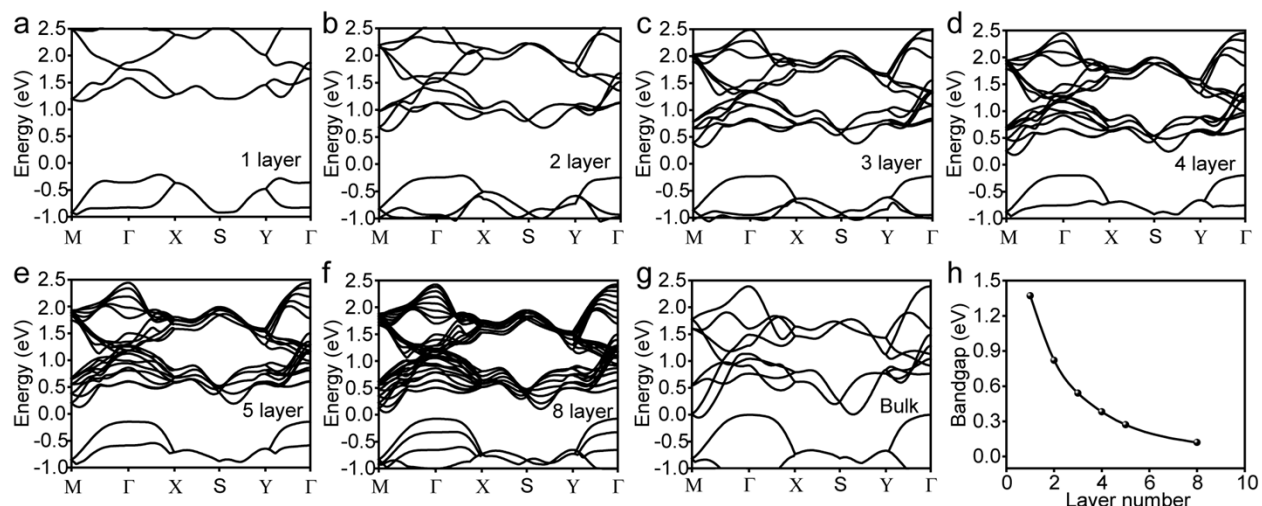 a
2.5
2.0
1.5
1.0
0.5
0.0
-0.5
-1.0
Energy (eV)
1 layer
M Γ X S Y Γ
b
2.5
2.0
1.5
1.0
0.5
0.0
-0.5
-1.0
Energy (eV)
2 layer
M Γ X S Y Γ
c
2.5
2.0
1.5
1.0
0.5
0.0
-0.5
-1.0
Energy (eV)
3 layer
M Γ X S Y Γ
d
2.5
2.0
1.5
1.0
0.5
0.0
-0.5
-1.0
Energy (eV)
4 layer
M Γ X S Y Γ
e
2.5
2.0
1.5
1.0
0.5
0.0
-0.5
-1.0
Energy (eV)
5 layer
M Γ X S Y Γ
f
2.5
2.0
1.5
1.0
0.5
0.0
-0.5
-1.0
Energy (eV)
8 layer
M Γ X S Y Γ
g
2.5
2.0
1.5
1.0
0.5
0.0
-0.5
-1.0
Energy (eV)
Bulk
M Γ X S Y Γ
h
1.5
1.2
0.9
0.6
0.3
0.0
Bandgap (eV)
0 2 4 6 8 10
Layer number